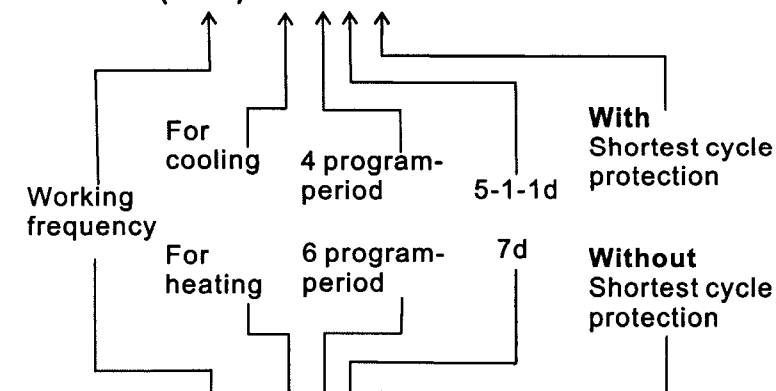 For
cooling
4 program-
period
Working
frequency
5-1-1d
With
Shortest cycle
protection
For
heating
6 program-
period
7d
Without
Shortest cycle
protection